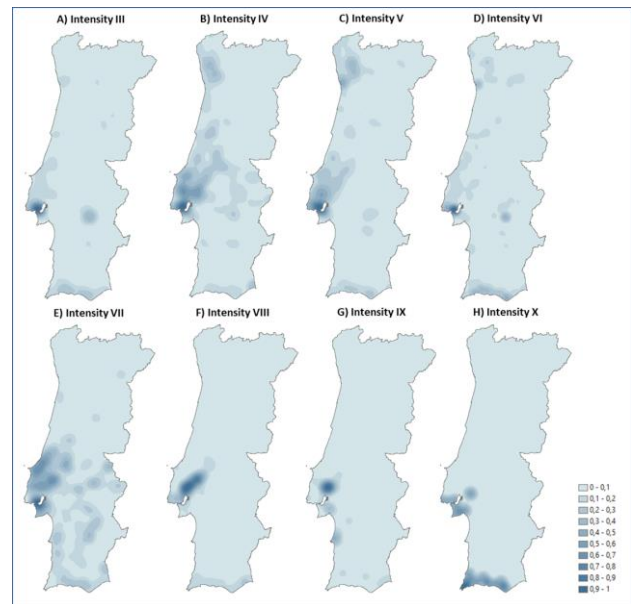 A) Intensity III
B) Intensity IV
C) Intensity V
D) Intensity VI
E) Intensity VII
F) Intensity VIII
G) Intensity IX
H) Intensity X
0 - 0,1
0,1 - 0,2
0,2 - 0,3
0,3 - 0,4
0,4 - 0,5
0,5 - 0,6
0,6 - 0,7
0,7 - 0,8
0,8 - 0,9
0,9 - 1